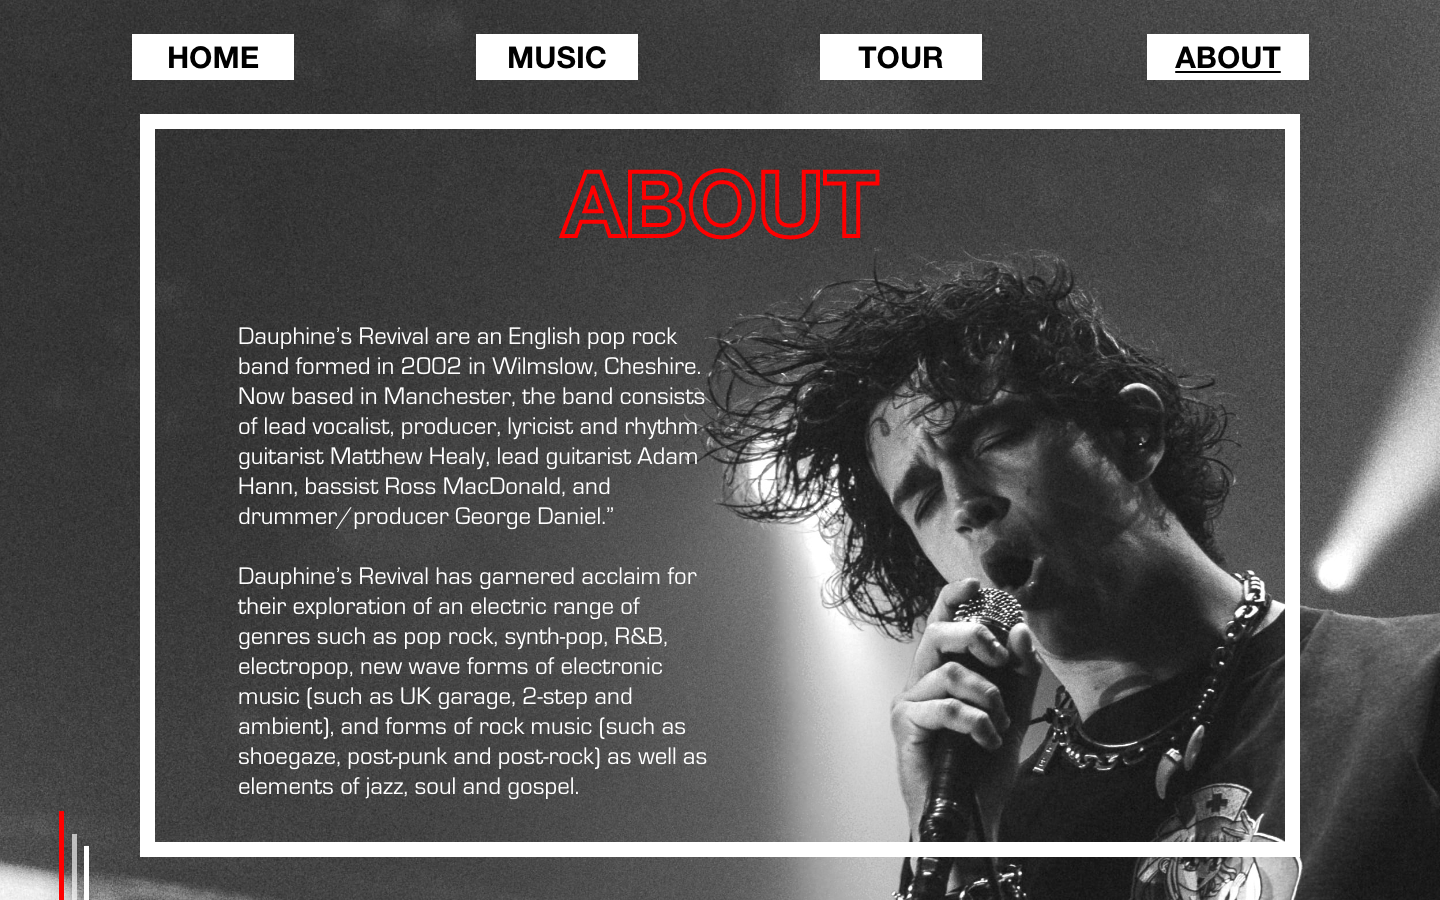 HOME
MUSIC
TOUR
ABOUT
ABOUT
Dauphine’s Revival are an English pop rock
band formed in 2002 in Wilmslow, Cheshire.
Now based in Manchester, the band consists
of lead vocalist, producer, lyricist and rhythm
guitarist Matthew Healy, lead guitarist Adam
Hann, bassist Ross MacDonald, and
drummer/producer George Daniel.”
Dauphine’s Revival has garnered acclaim for
their exploration of an electric range of
genres such as pop rock, synth-pop, R&B,
electropop, new wave forms of electronic
music (such as UK garage, 2-step and
ambient), and forms of rock music (such as
shoegaze, post-punk and post-rock) as well as
elements of jazz, soul and gospel.